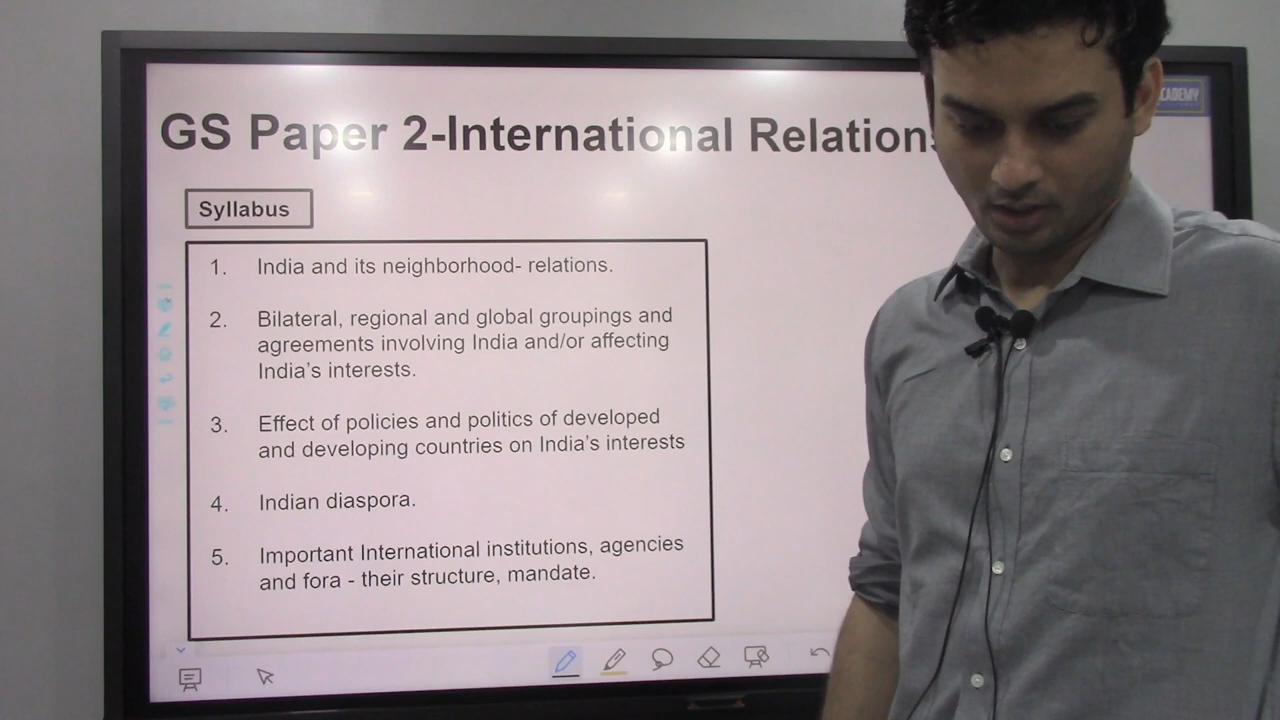 GS Paper 2-International Relations
CADEMY
Syllabus
1. India and its neighborhood- relations.
2. Bilateral, regional and global groupings and
agreements involving India and/or affecting
India's interests.
3. Effect of policies and politics of developed
and developing countries on India's interests
4. Indian diaspora.
5. Important International institutions, agencies
and fora - their structure, mandate.